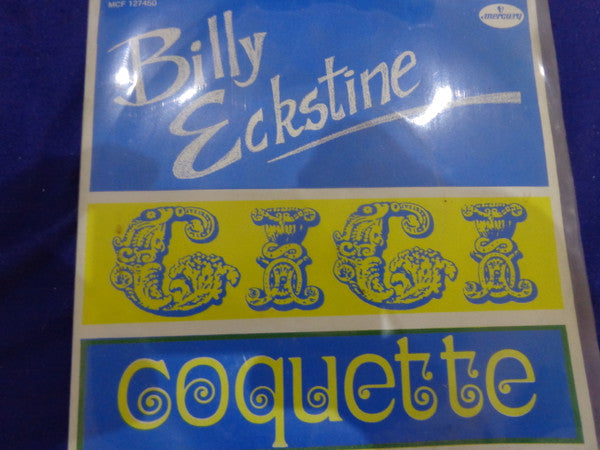 MCF 127450
mercury
Billy
Eckstine
GIGI
coquette